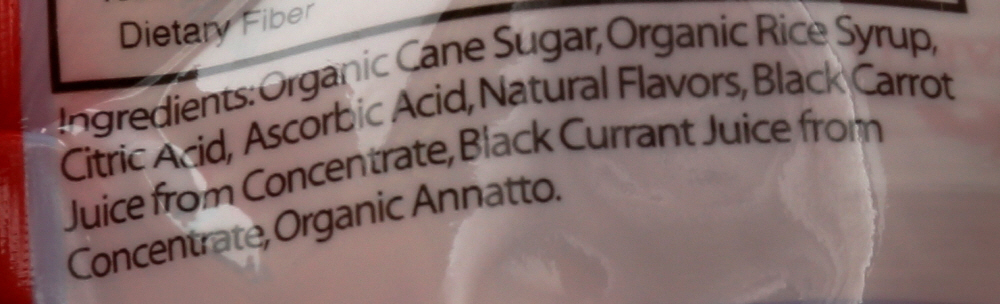 Dietary Fiber
Ingredients: Organic Cane Sugar, Organic Rice Syrup,
Citric Acid, Ascorbic Acid, Natural Flavors, Black Carrot
Juice from Concentrate, Black Currant Juice from
Concentrate, Organic Annatto.